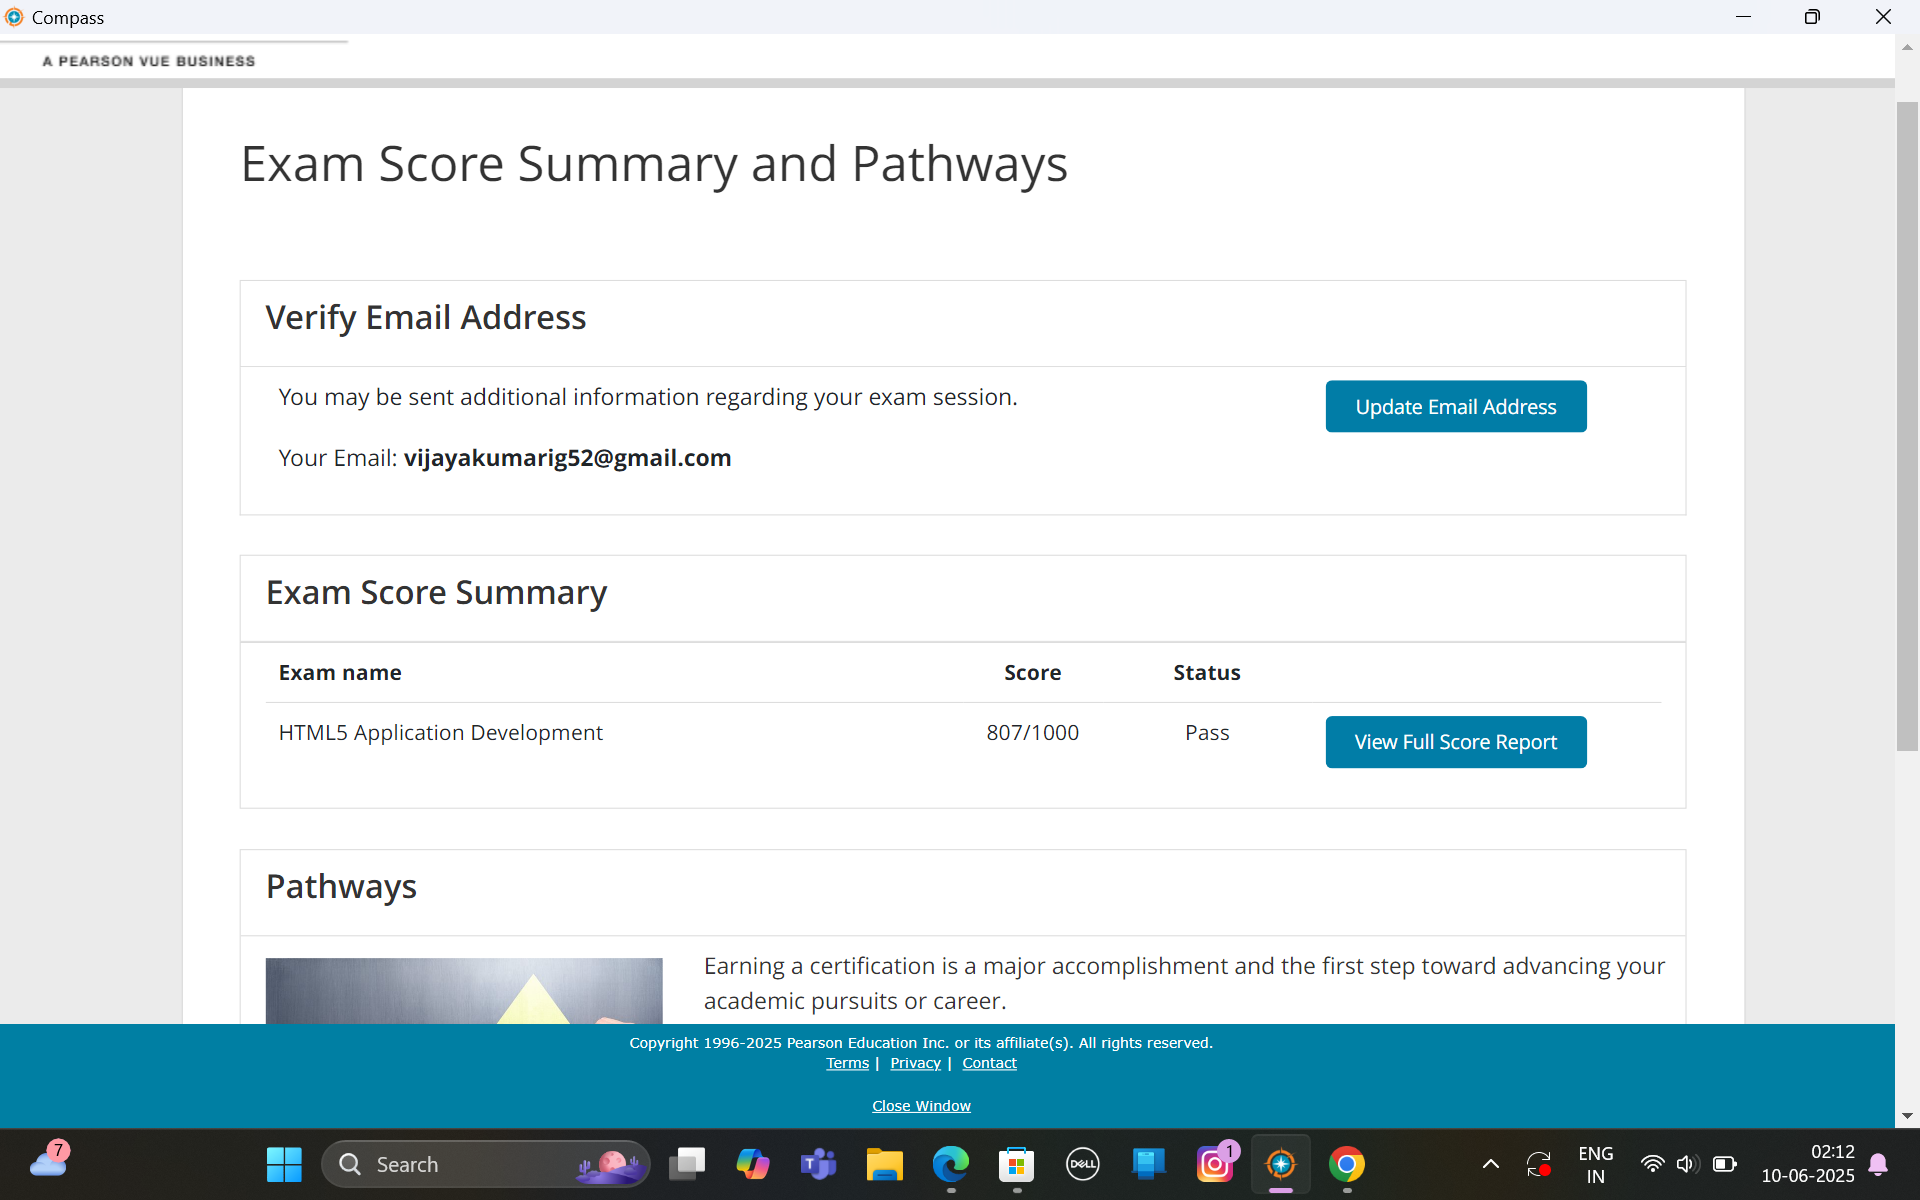 Compass
A PEARSON VUE BUSINESS
Exam Score Summary and Pathways
Verify Email Address
You may be sent additional information regarding your exam session.
Update Email Address
Your Email: vijayakumarig52@gmail.com
Exam Score Summary
Exam name Score Status
HTML5 Application Development 807/1000 Pass View Full Score Report
Pathways
Earning a certification is a major accomplishment and the first step toward advancing your
academic pursuits or career.
Copyright 1996-2025 Pearson Education Inc. or its affiliate(s). All rights reserved.
Terms | Privacy | Contact
Close Window
7
Search
T
DELL
1
ENG
IN
02:12
10-06-2025